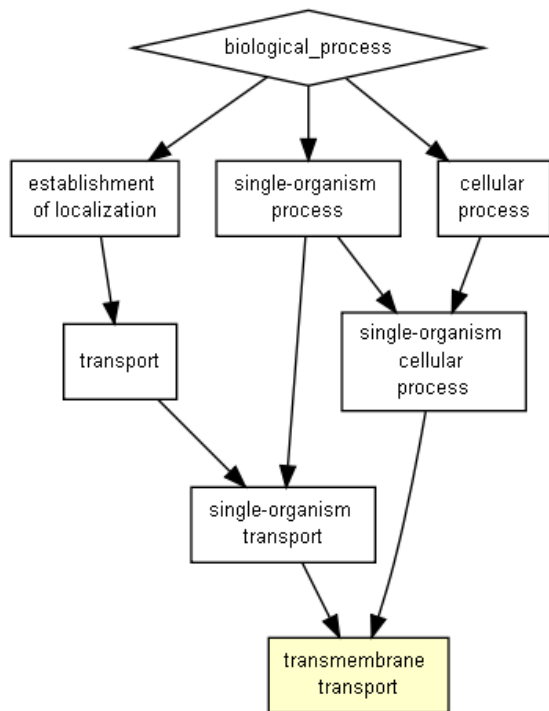 biological_process
establishment
of localization
single-organism
process
cellular
process
transport
single-organism
cellular
process
single-organism
transport
transmembrane
transport